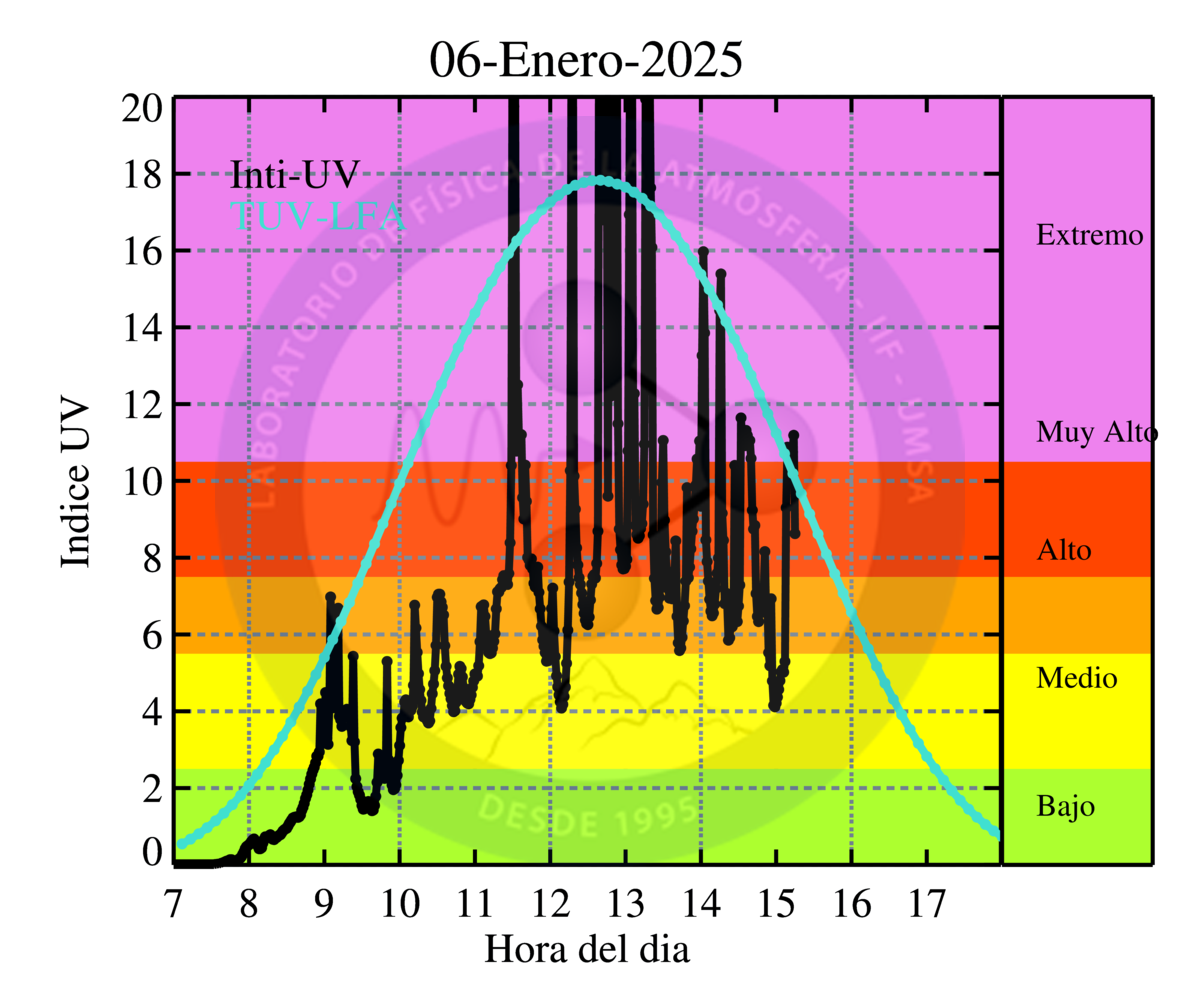 06-Enero-2025
20
18
16
14
12
10
8
6
4
2
0
Indice UV
Inti-UV
TUV-LFA
LABORATORIO DE FÍSICA DE LA ATMÓSFERA - IIF - UMSA
DESDE 1995
Extremo
Muy Alto
Alto
Medio
Bajo
7 8 9 10 11 12 13 14 15 16 17
Hora del dia